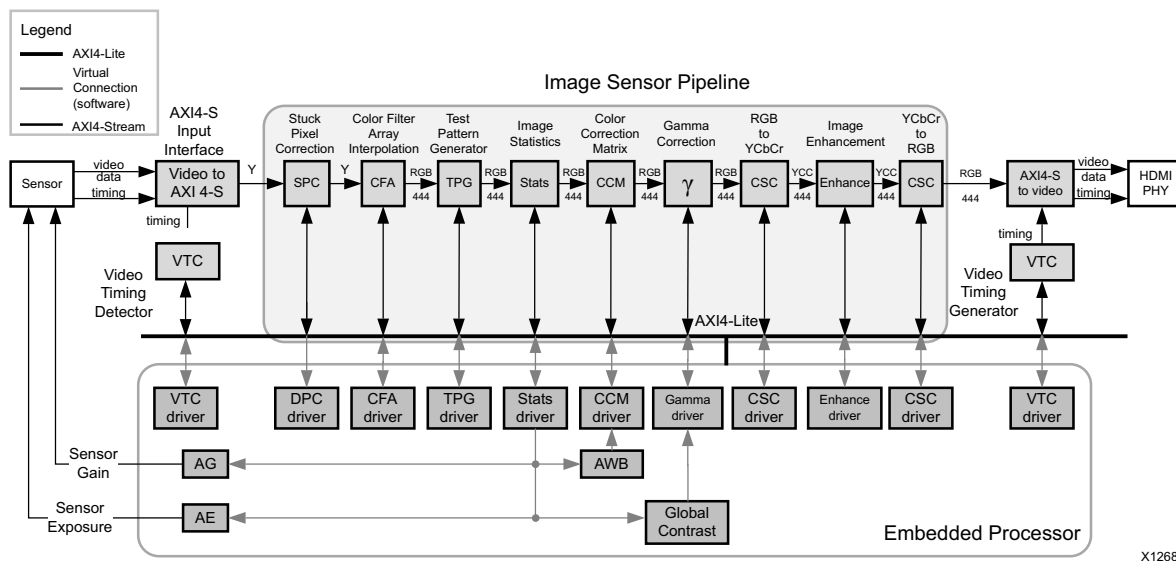 Legend
AXI4-Lite
Virtual
Connection
(software)
AXI4-Stream
Image Sensor Pipeline
AXI4-S
Input
Interface
Stuck
Pixel
Correction
Color Filter
Array
Interpolation
Test
Pattern
Generator
Image
Statistics
Color
Correction
Matrix
Gamma
Correction
RGB
to
YCbCr
Image
Enhancement
YCbCr
to
RGB
Sensor
video
data
timing
Video to
AXI 4-S
timing
Y
SPC
Y
CFA
RGB
444
TPG
RGB
444
Stats
RGB
444
CCM
RGB
444
γ
RGB
444
CSC
YCC
444
Enhance
YCC
444
CSC
RGB
444
AXI4-S
to video
video
data
timing
HDMI
PHY
timing
VTC
Video
Timing
Detector
VTC
Video
Timing
Generator
AXI4-Lite
VTC
driver
DPC
driver
CFA
driver
TPG
driver
Stats
driver
CCM
driver
Gamma
driver
CSC
driver
Enhance
driver
CSC
driver
VTC
driver
Sensor
Gain
AG
AWB
Sensor
Exposure
AE
Global
Contrast
Embedded Processor
X1268